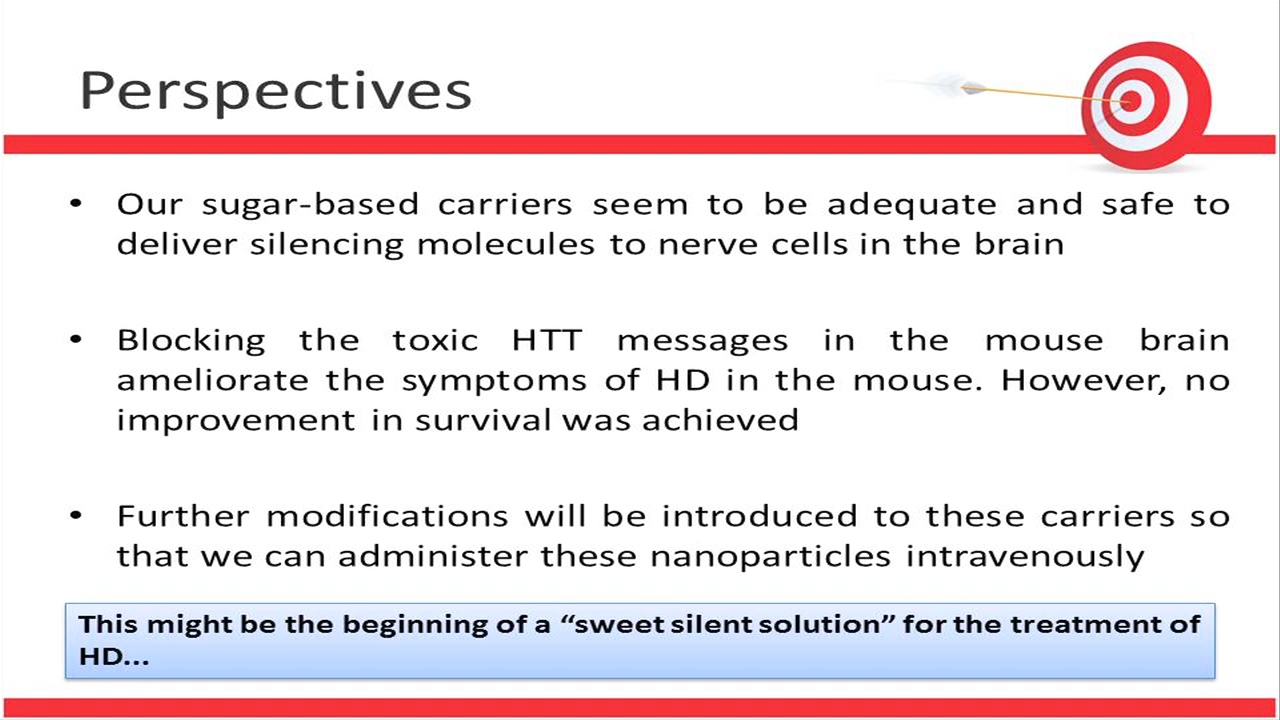 Perspectives
• Our sugar-based carriers seem to be adequate and safe to
deliver silencing molecules to nerve cells in the brain
• Blocking the toxic HTT messages in the mouse brain
ameliorate the symptoms of HD in the mouse. However, no
improvement in survival was achieved
• Further modifications will be introduced to these carriers so
that we can administer these nanoparticles intravenously
This might be the beginning of a “sweet silent solution” for the treatment of
HD...